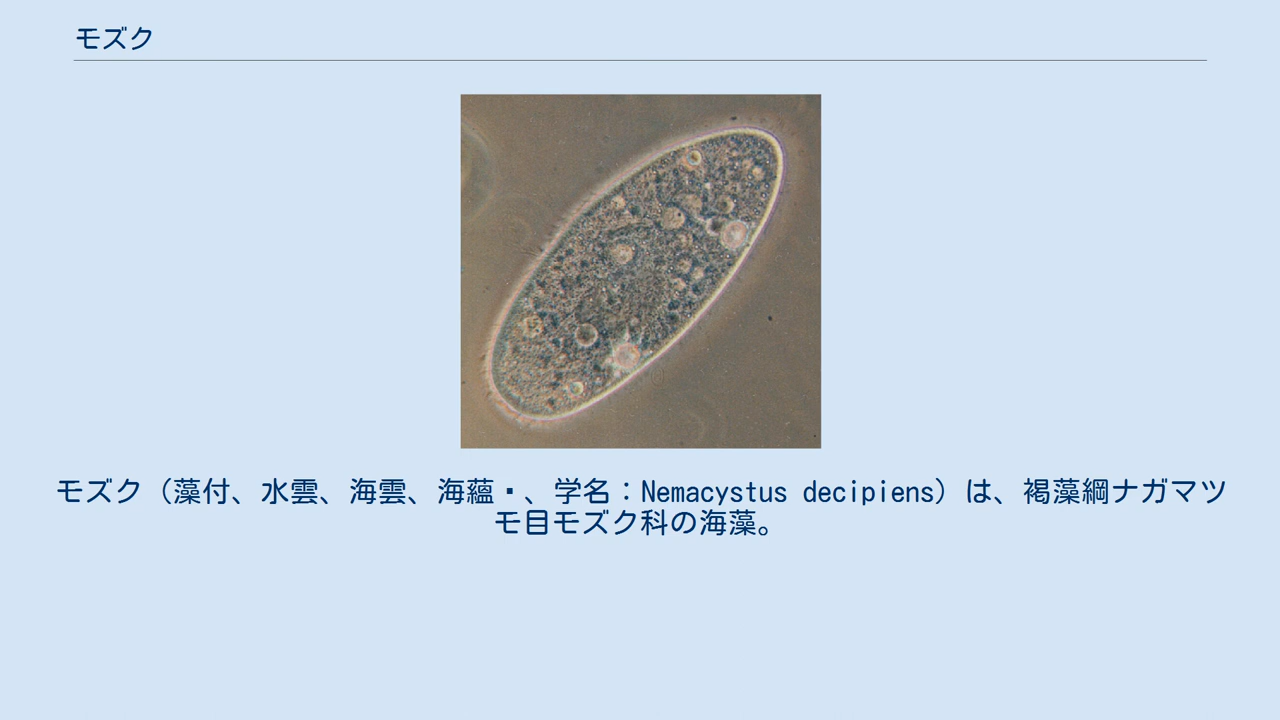 モズク
モズク（藻付、水雲、海雲、海蘊▪、学名：Nemacystus decipiens）は、褐藻綱ナガマツ
モ目モズク科の海藻。